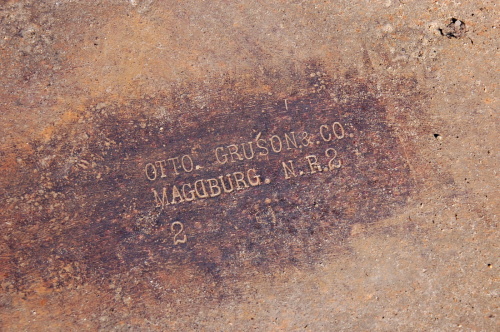 OTTO. GRUSON & CO.
MAGDBURG. N.R.2
2